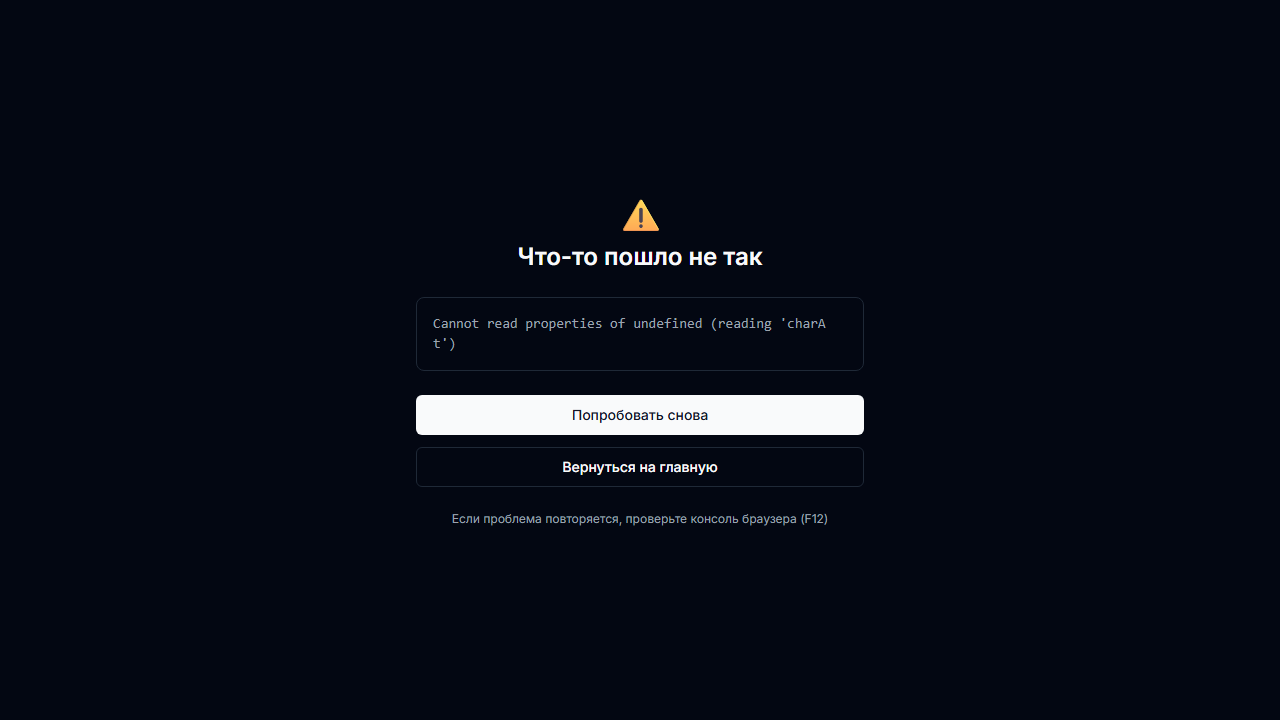 Что-то пошло не так
Cannot read properties of undefined (reading 'charA
t')
Попробовать снова
Вернуться на главную
Если проблема повторяется, проверьте консоль браузера (F12)